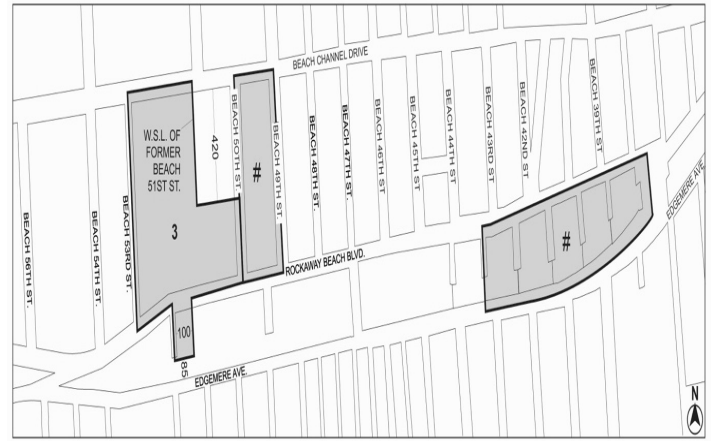 BEACH CHANNEL DRIVE
W.S.L. OF
FORMER
BEACH
51ST ST.
420
3
100
85
#
#
BEACH 56TH ST.
BEACH 54TH ST.
BEACH 53RD ST.
BEACH 50TH ST.
BEACH 49TH ST.
BEACH 48TH ST.
BEACH 47TH ST.
BEACH 46TH ST.
BEACH 45TH ST.
BEACH 44TH ST.
BEACH 43RD ST.
BEACH 42ND ST.
BEACH 39TH ST.
EDGEMERE AVE.
ROCKAWAY BEACH BLVD.
EDGEMERE AVE.
N